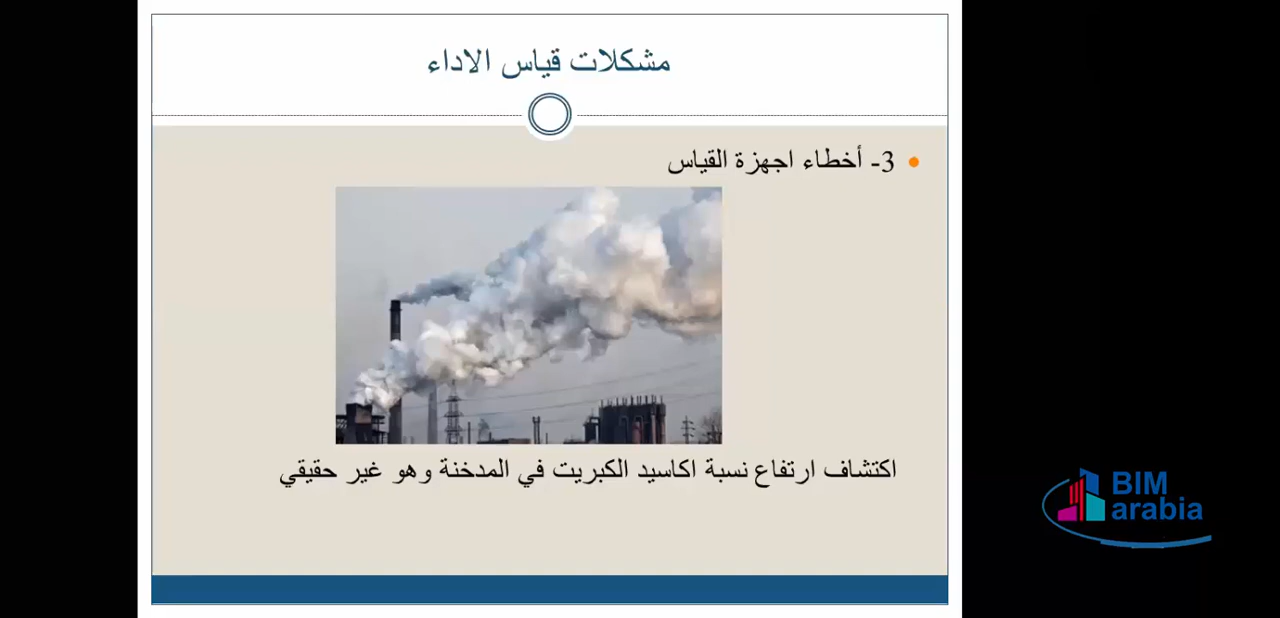 مشكلات قياس الاداء
3- أخطاء اجهزة القياس
اكتشاف ارتفاع نسبة اكاسيد الكبريت في المدخنة وهو غير حقيقي
BIM
arabia